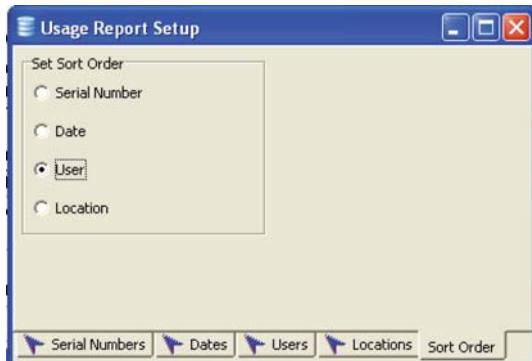 Usage Report Setup
Set Sort Order
Serial Number
Date
User
Location
Serial Numbers
Dates
Users
Locations
Sort Order